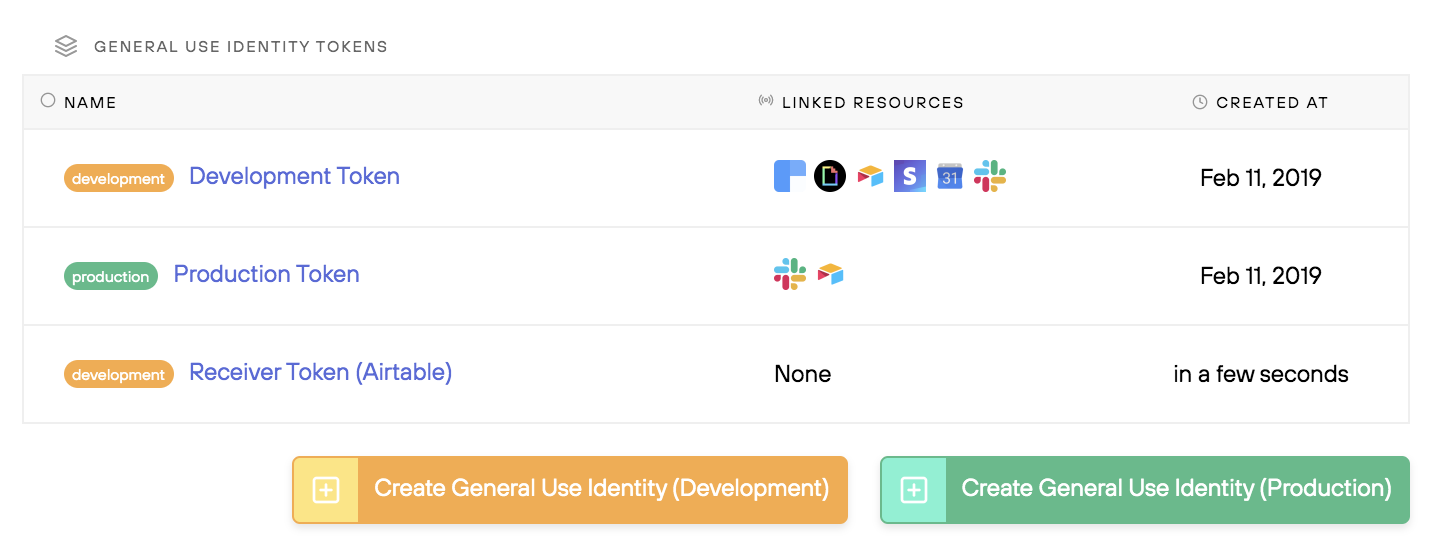 GENERAL USE IDENTITY TOKENS
NAME LINKED RESOURCES CREATED AT
development Development Token S 31 Feb 11, 2019
production Production Token Feb 11, 2019
development Receiver Token (Airtable) None in a few seconds
Create General Use Identity (Development) Create General Use Identity (Production)